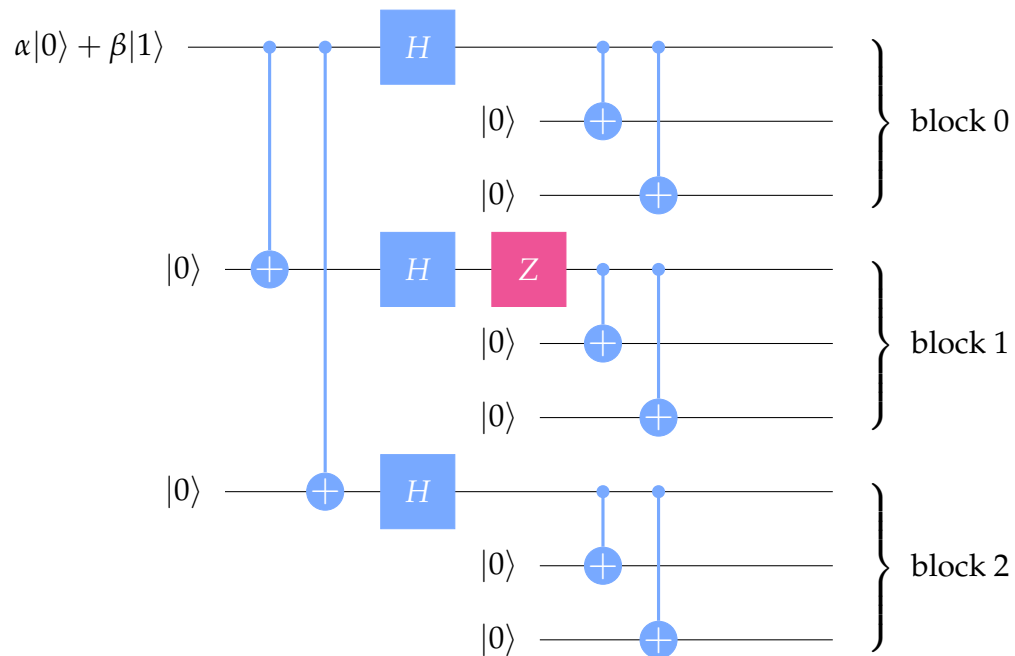 α|0⟩ + β|1⟩ H
|0⟩ block 0
|0⟩
|0⟩ H Z
|0⟩ block 1
|0⟩
|0⟩ H
|0⟩ block 2
|0⟩